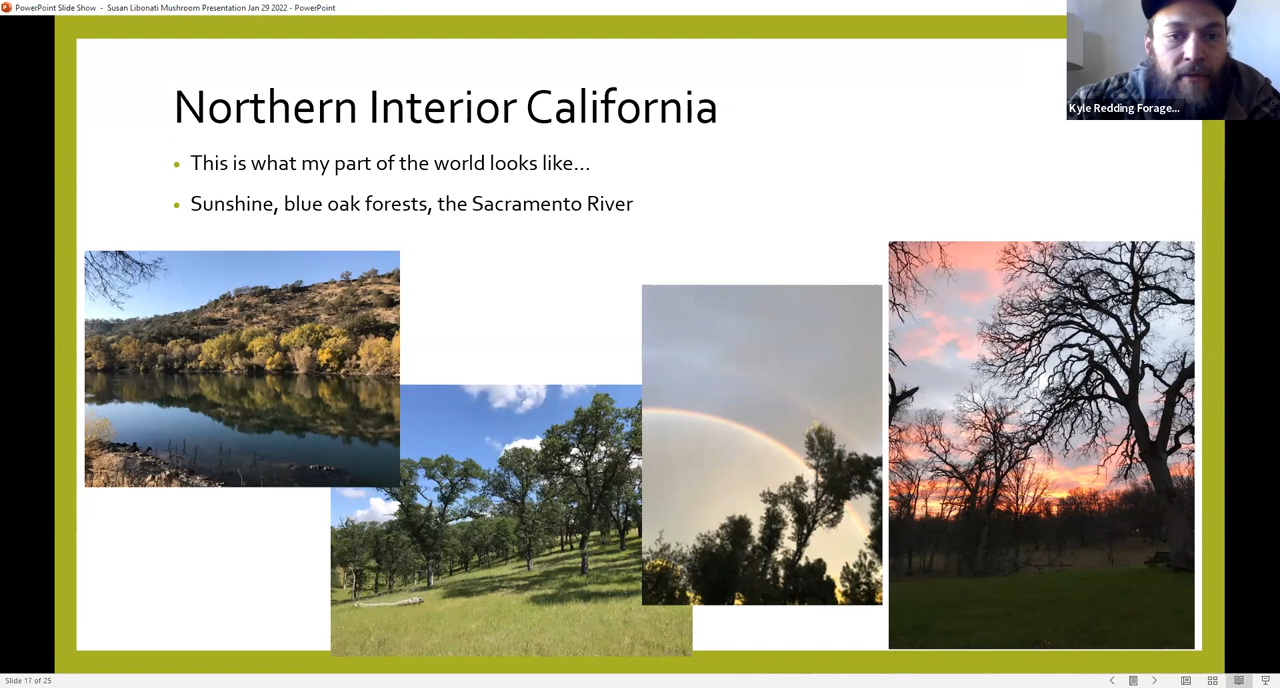 PowerPoint Slide Show - Susan Libonati Mushroom Presentation Jan 29 2022 - PowerPoint
Kyle Redding Forage...
Northern Interior California
• This is what my part of the world looks like...
• Sunshine, blue oak forests, the Sacramento River
Slide 17 of 25